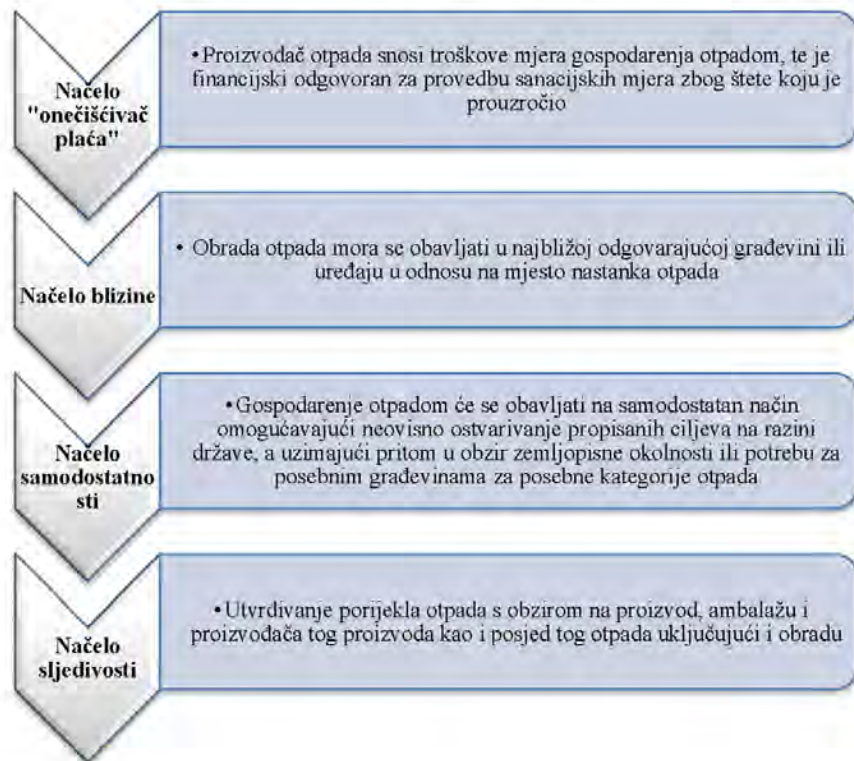 Načelo
"onečišćivač
plaća"
•Proizvođač otpada snosi troškove mjera gospodarenja otpadom, te je
financijski odgovoran za provedbu sanacijskih mjera zbog štete koju je
prouzročio
Načelo blizine
• Obrada otpada mora se obavljati u najbližoj odgovarajućoj građevini ili
uređaju u odnosu na mjesto nastanka otpada
Načelo
samodostatno
sti
•Gospodarenje otpadom će se obavljati na samodostatan način
omogućavajući neovisno ostvarivanje propisanih ciljeva na razini
države, a uzimajući pritom u obzir zemljopisne okolnosti ili potrebu za
posebnim građevinama za posebne kategorije otpada
Načelo
sljedivosti
•Utvrđivanje porijekla otpada s obzirom na proizvod, ambalažu i
proizvođača tog proizvoda kao i posjed tog otpada uključujući i obradu